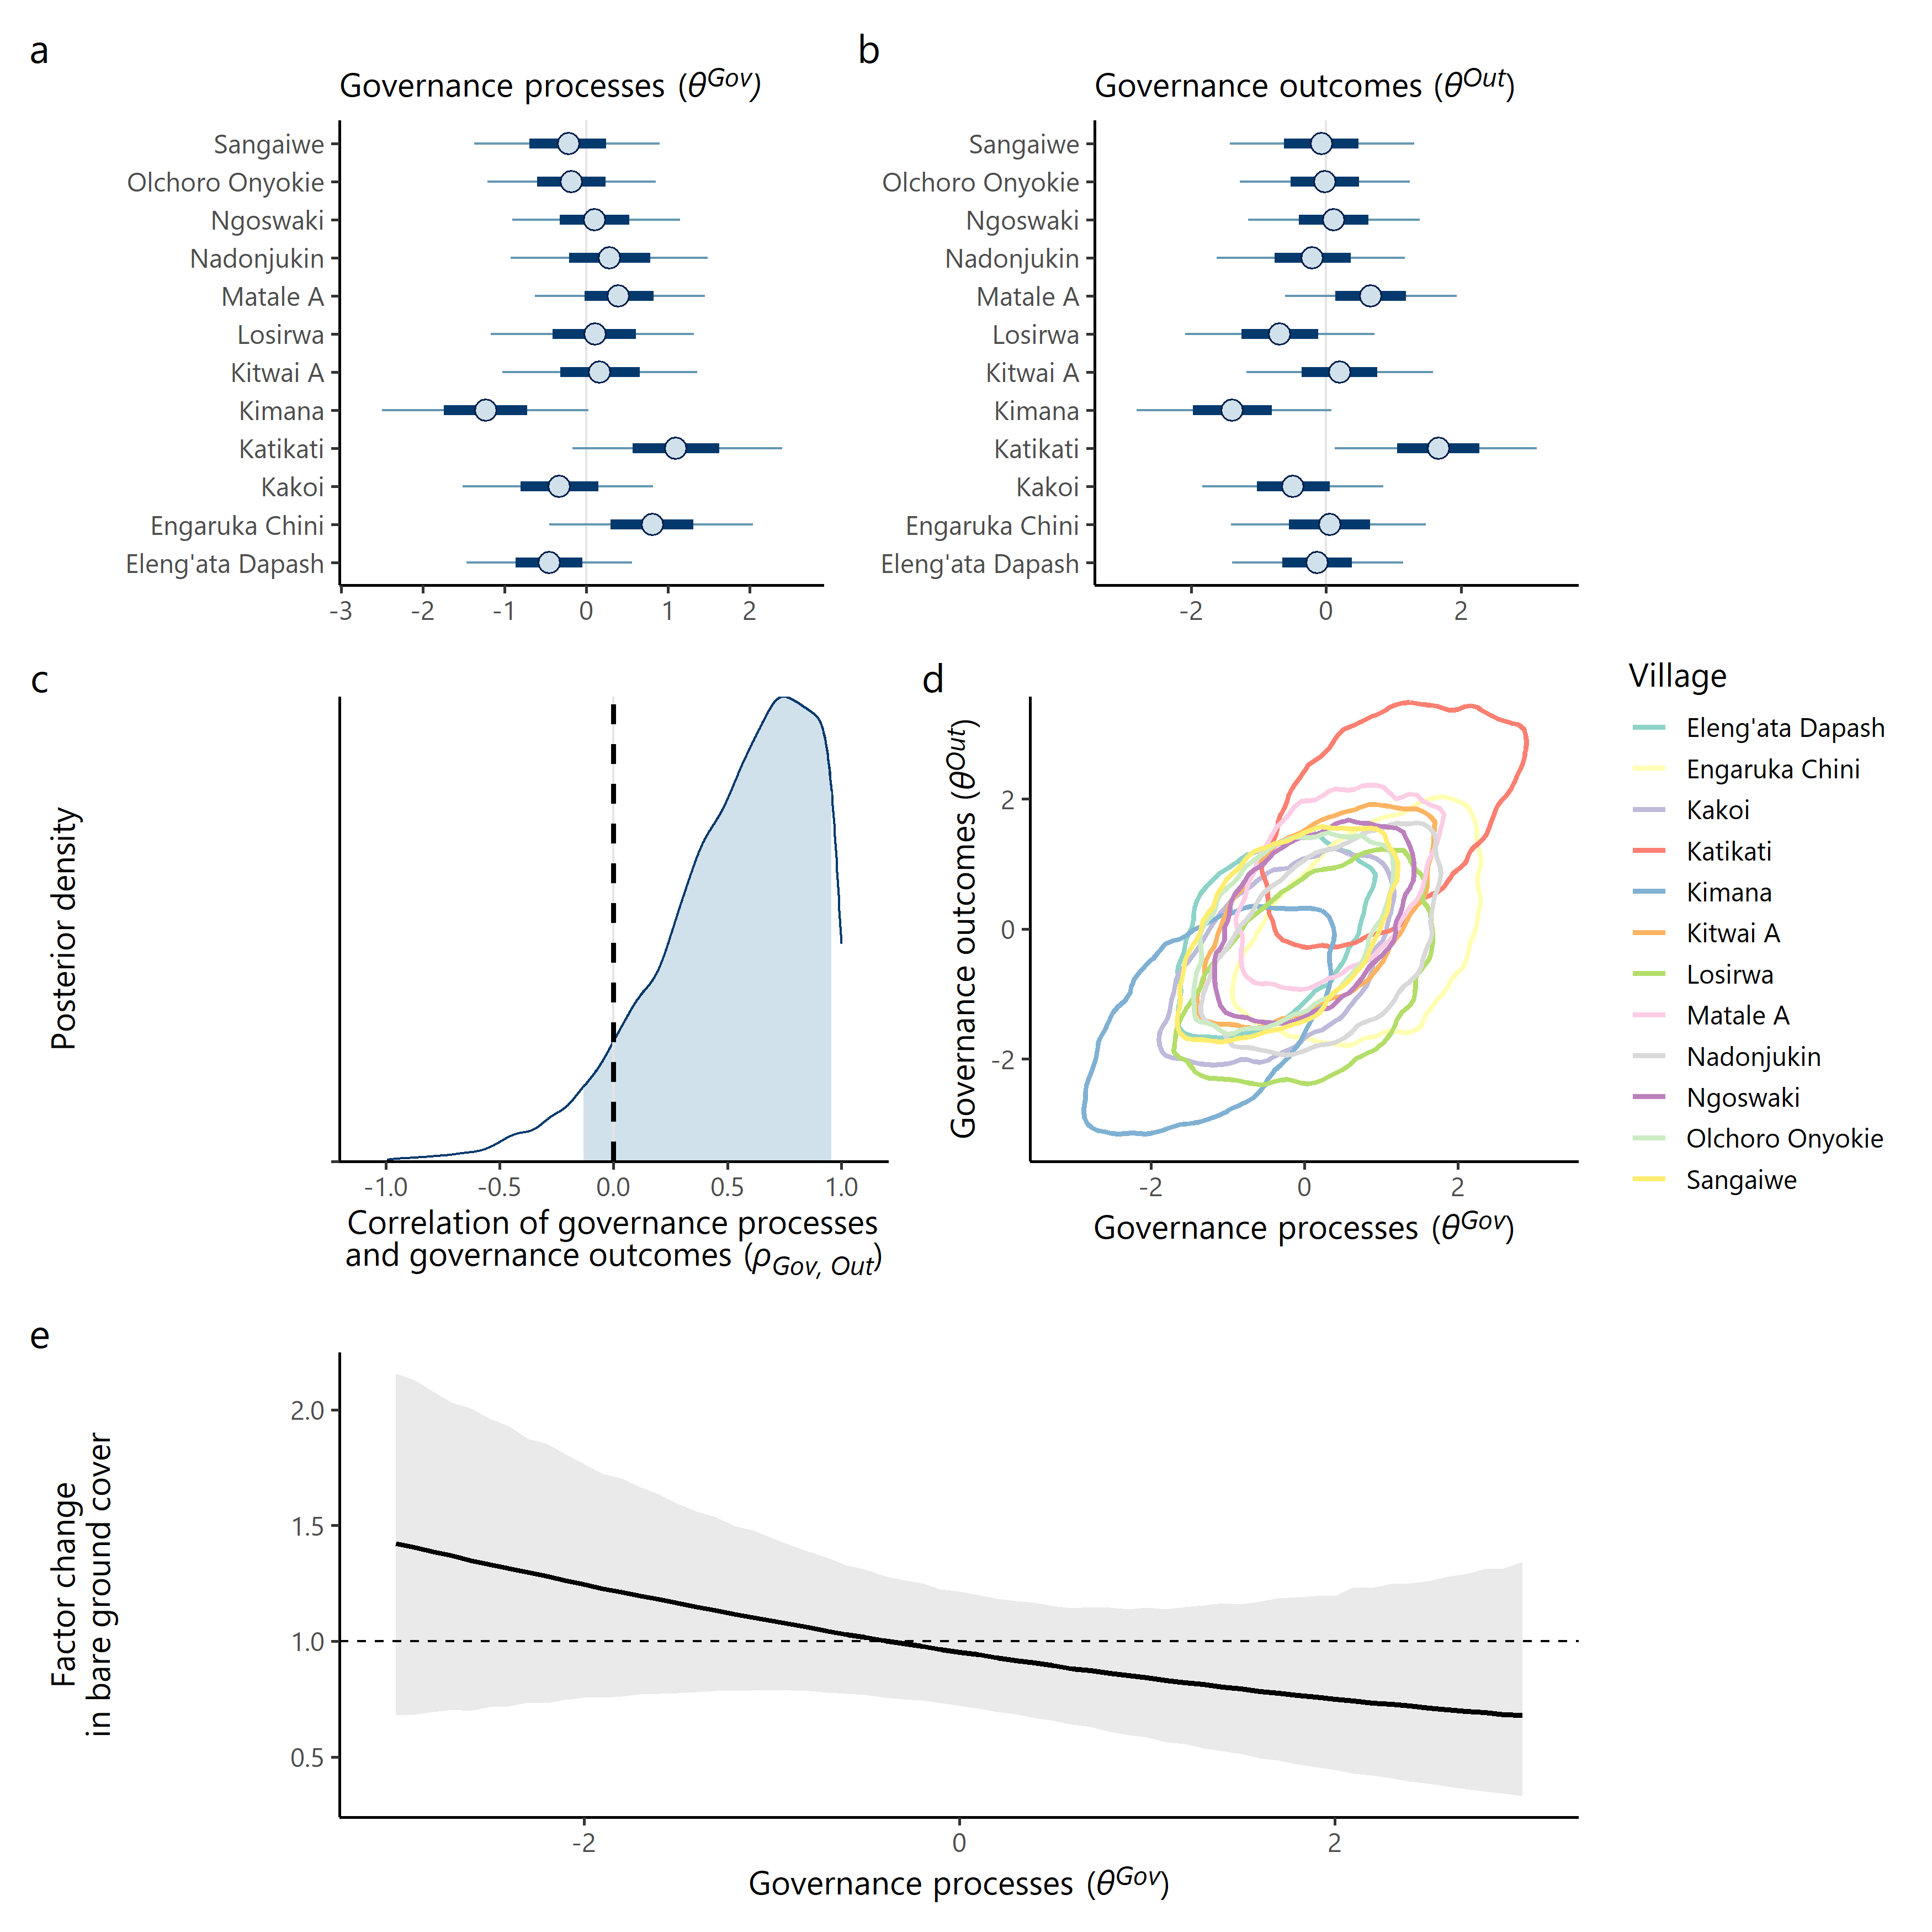 a
Governance processes (θ^Gov)
Sangaiwe
Olchoro Onyokie
Ngoswaki
Nadonjukin
Matale A
Losirwa
Kitwai A
Kimana
Katikati
Kakoi
Engaruka Chini
Eleng'ata Dapash
-3 -2 -1 0 1 2
b
Governance outcomes (θ^Out)
Sangaiwe
Olchoro Onyokie
Ngoswaki
Nadonjukin
Matale A
Losirwa
Kitwai A
Kimana
Katikati
Kakoi
Engaruka Chini
Eleng'ata Dapash
-2 0 2
c
Posterior density
-1.0 -0.5 0.0 0.5 1.0
Correlation of governance processes
and governance outcomes (ρ_Gov, Out)
d
Governance outcomes (θ^Out)
2
0
-2
-2 0 2
Governance processes (θ^Gov)
Village
Eleng'ata Dapash
Engaruka Chini
Kakoi
Katikati
Kimana
Kitwai A
Losirwa
Matale A
Nadonjukin
Ngoswaki
Olchoro Onyokie
Sangaiwe
e
Factor change
in bare ground cover
2.0
1.5
1.0
0.5
-2 0 2
Governance processes (θ^Gov)